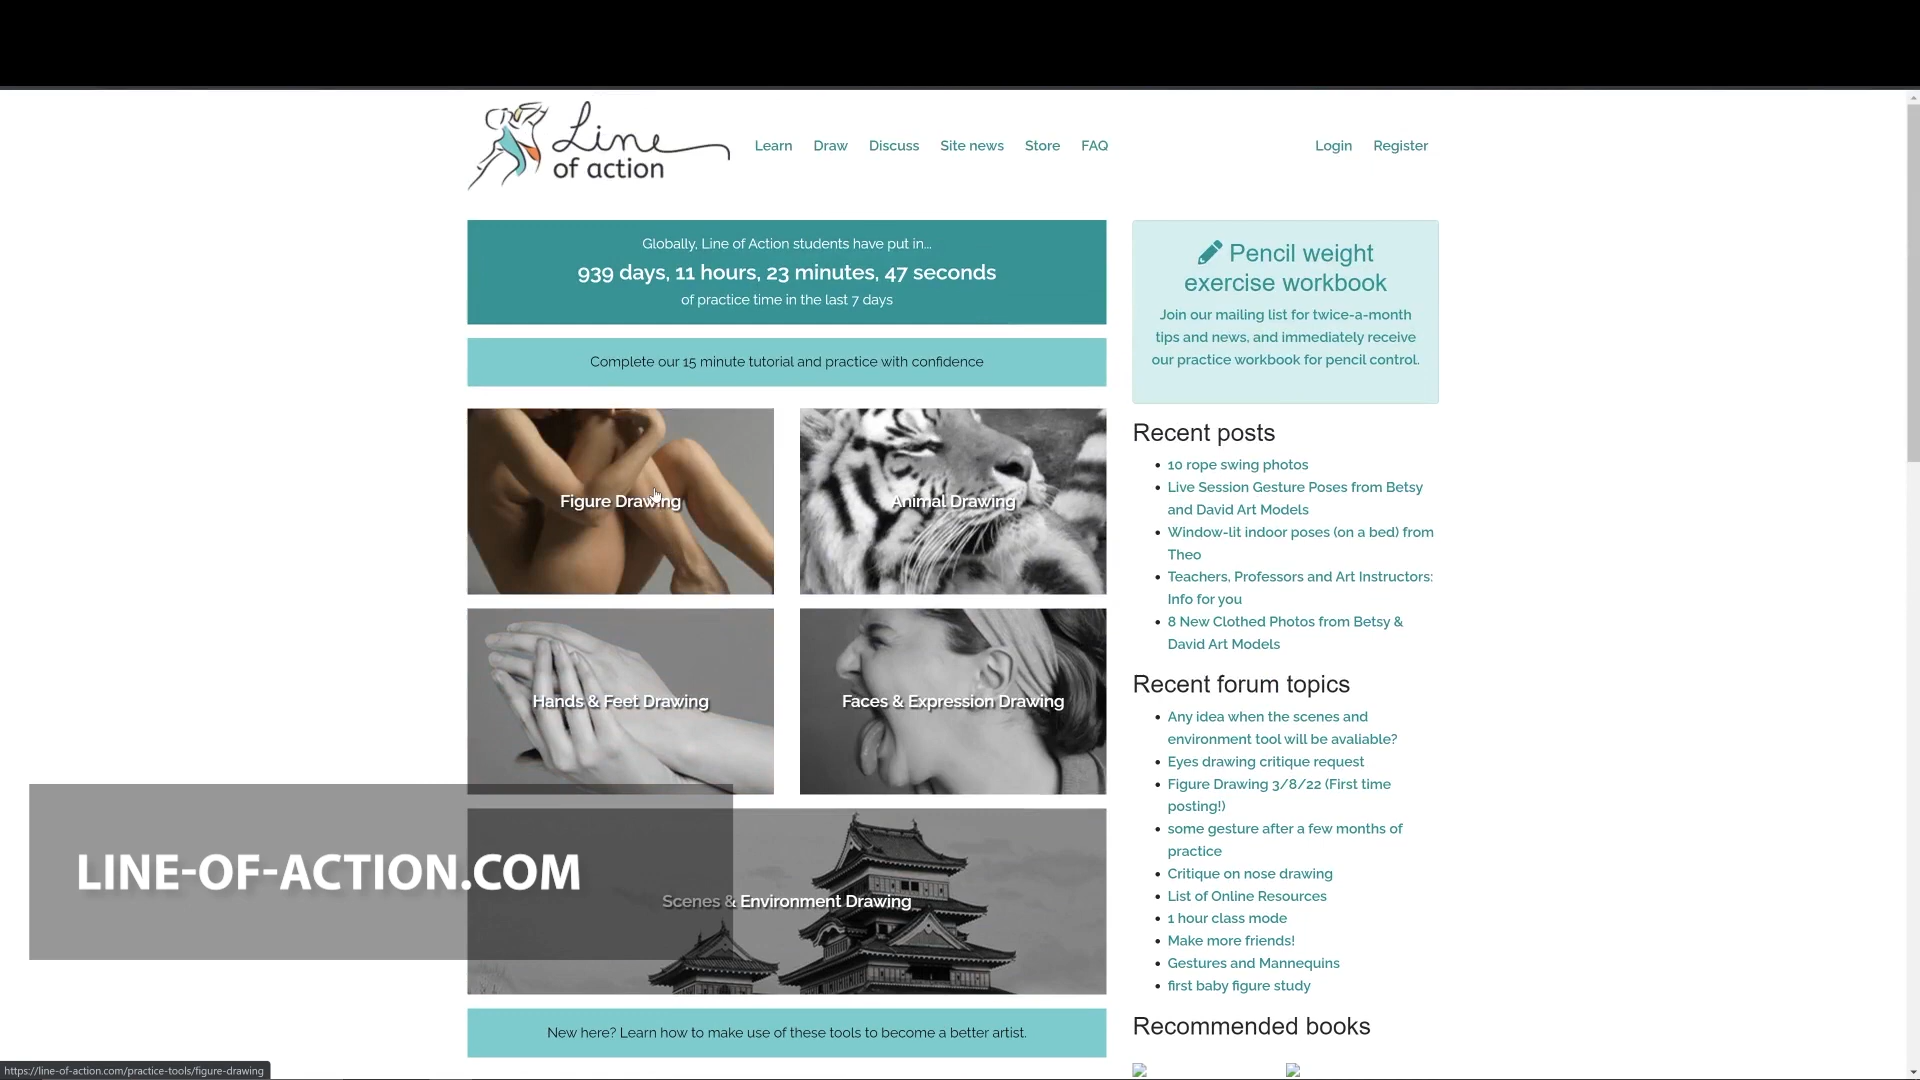 Line
of action
Learn
Draw
Discuss
Site news
Store
FAQ
Login
Register
Globally, Line of Action students have put in...
939 days, 11 hours, 23 minutes, 47 seconds
of practice time in the last 7 days
Complete our 15 minute tutorial and practice with confidence
Figure Drawing
Animal Drawing
Hands & Feet Drawing
Faces & Expression Drawing
LINE-OF-ACTION.COM
Scenes & Environment Drawing
New here? Learn how to make use of these tools to become a better artist.
Pencil weight
exercise workbook
Join our mailing list for twice-a-month
tips and news, and immediately receive
our practice workbook for pencil control.
Recent posts
10 rope swing photos
Live Session Gesture Poses from Betsy
and David Art Models
Window-lit indoor poses (on a bed) from
Theo
Teachers, Professors and Art Instructors:
Info for you
8 New Clothed Photos from Betsy &
David Art Models
Recent forum topics
Any idea when the scenes and
environment tool will be avaliable?
Eyes drawing critique request
Figure Drawing 3/8/22 (First time
posting!)
some gesture after a few months of
practice
Critique on nose drawing
List of Online Resources
1 hour class mode
Make more friends!
Gestures and Mannequins
first baby figure study
Recommended books
https://line-of-action.com/practice-tools/figure-drawing